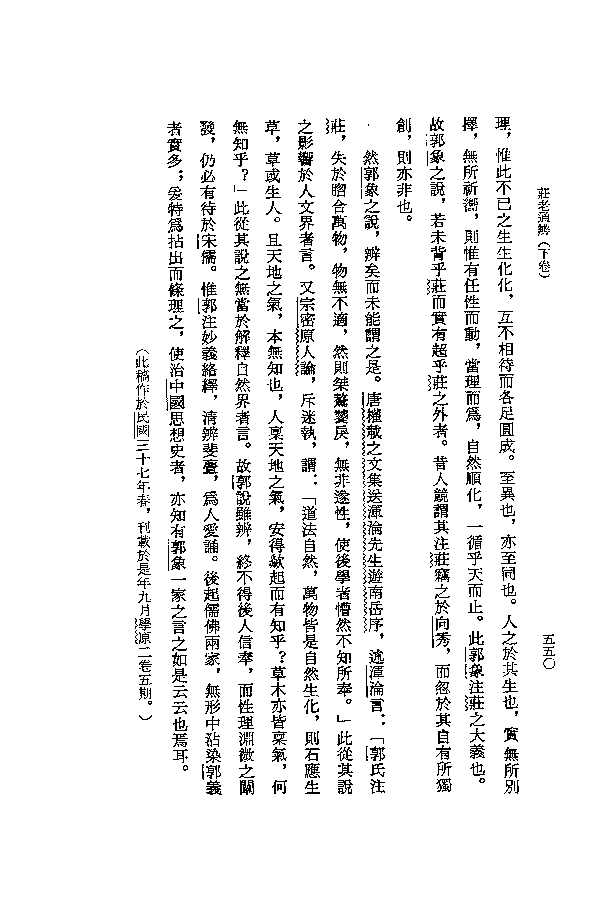 莊老通辨（下卷）
五五〇
理，惟此不已之生生化化，互不相待而各足圓成。至異也，亦至同也。人之於其生也，實無所別
擇，無所祈嚮，則惟有任性而動，當理而爲，自然順化，一循乎天而止。此郭象注莊之大義也。
故郭象之說，若未背乎莊而實有超乎莊之外者。昔人競謂其注莊竊之於向秀，而忽於其自有所獨
創，則亦非也。
然郭象之說，辨矣而未能謂之是。唐權載之文集送渾淪先生遊南岳序，述渾淪言：「郭氏注
莊，失於膠合萬物，物無不適，然則桀驁饕戾，無非遂性，使後學者懵然不知所奉。」此從其說
之影響於人文界者言。又宗密原人論，斥迷執，謂：「道法自然，萬物皆是自然生化，則石應生
草，草或生人。且天地之氣，本無知也，人稟天地之氣，安得歘起而有知乎？草木亦皆稟氣，何
無知乎？」此從其說之無當於解釋自然界者言。故郭說雖辨，終不得後人信奉，而性理淵微之闡
發，仍必有待於宋儒。惟郭注妙義絡繹，清辨斐亹，爲人愛誦。後起儒佛兩家，無形中沾染郭義
者實多；爰特爲拈出而條理之，使治中國思想史者，亦知有郭象一家之言之如是云云也焉耳。
（此稿作於民國三十七年春，刊載於是年九月學原二卷五期。）